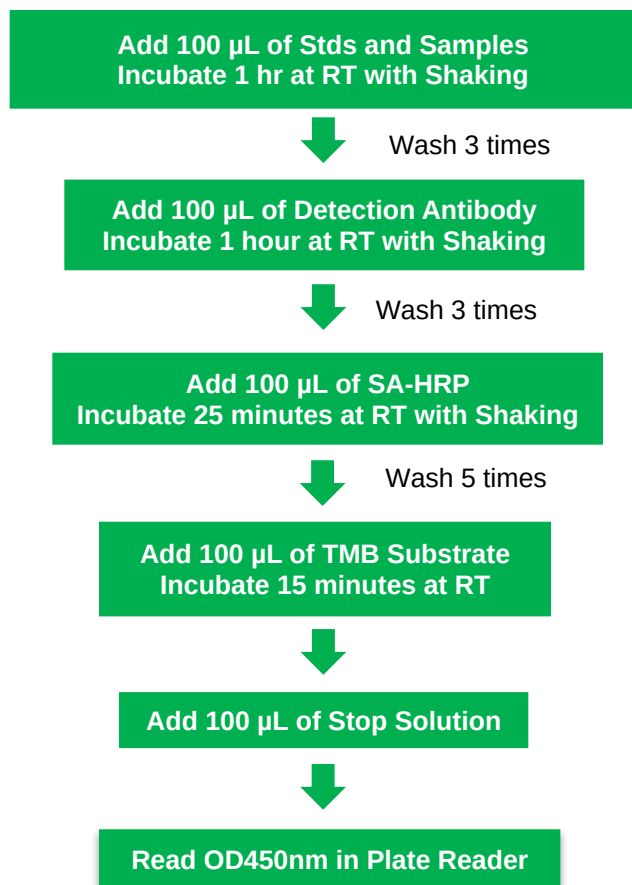 Add 100 µL of Stds and Samples
Incubate 1 hr at RT with Shaking
Wash 3 times
Add 100 µL of Detection Antibody
Incubate 1 hour at RT with Shaking
Wash 3 times
Add 100 µL of SA-HRP
Incubate 25 minutes at RT with Shaking
Wash 5 times
Add 100 µL of TMB Substrate
Incubate 15 minutes at RT
Add 100 µL of Stop Solution
Read OD450nm in Plate Reader